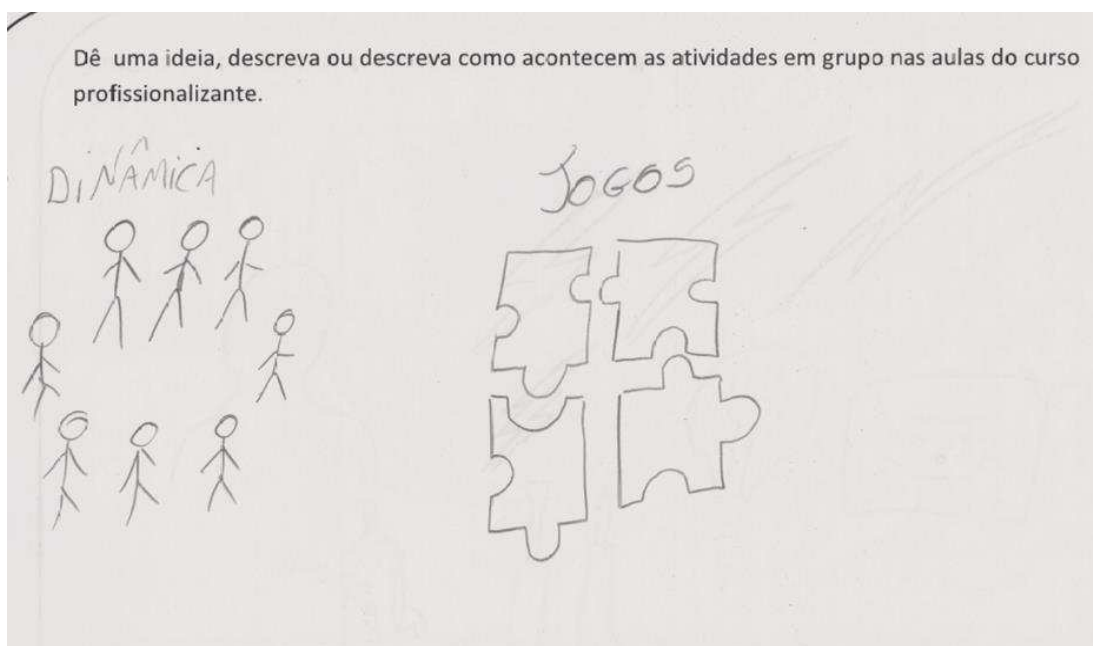 Dê uma ideia, descreva ou descreva como acontecem as atividades em grupo nas aulas do curso
profissionalizante.
DINÂMICA
JOGOS